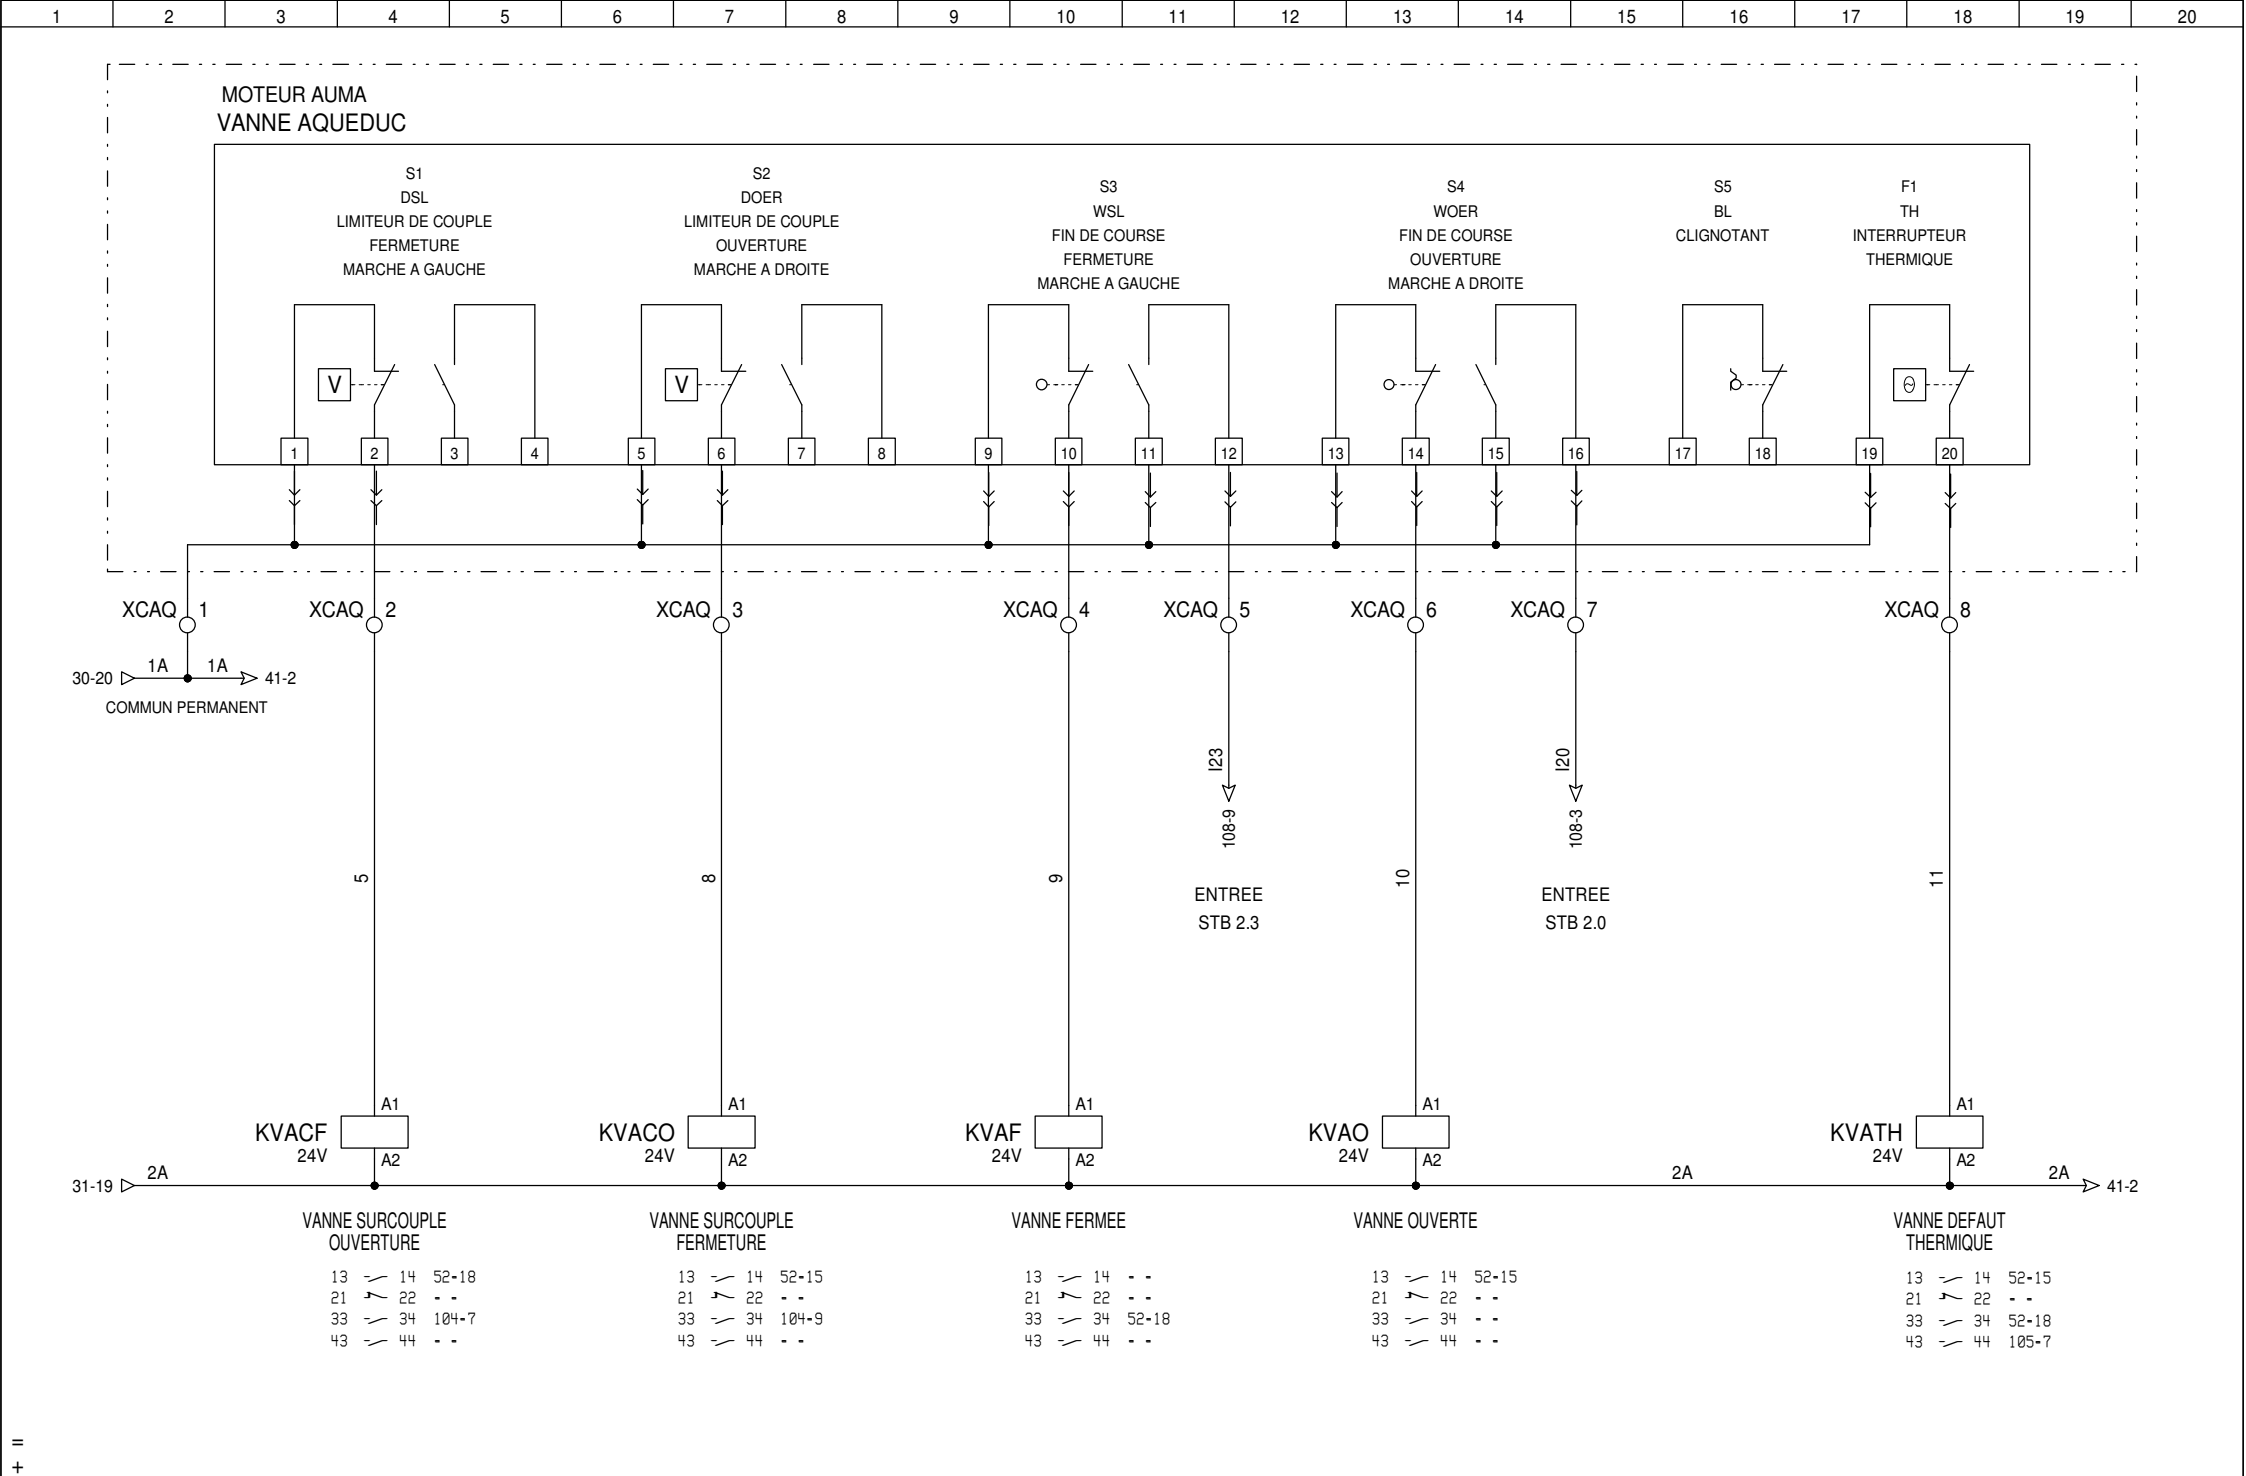 1 2 3 4 5 6 7 8 9 10 11 12 13 14 15 16 17 18 19 20
MOTEUR AUMA
VANNE AQUEDUC
S1
DSL
LIMITEUR DE COUPLE
FERMETURE
MARCHE A GAUCHE
S2
DOER
LIMITEUR DE COUPLE
OUVERTURE
MARCHE A DROITE
S3
WSL
FIN DE COURSE
FERMETURE
MARCHE A GAUCHE
S4
WOER
FIN DE COURSE
OUVERTURE
MARCHE A DROITE
S5
BL
CLIGNOTANT
F1
TH
INTERRUPTEUR
THERMIQUE
V V Θ
1 2 3 4 5 6 7 8 9 10 11 12 13 14 15 16 17 18 19 20
XCAQ 1 XCAQ 2 XCAQ 3 XCAQ 4 XCAQ 5 XCAQ 6 XCAQ 7 XCAQ 8
30-20 1A 1A 41-2
COMMUN PERMANENT
I23
108-9
ENTREE
STB 2.3
I20
108-3
ENTREE
STB 2.0
5 8 9 10 11
KVACF
24V
A1
A2
KVACO
24V
A1
A2
KVAF
24V
A1
A2
KVAO
24V
A1
A2
KVATH
24V
A1
A2
31-19 2A 2A 2A 41-2
VANNE SURCOUPLE
OUVERTURE
13 14 52-18
21 22 - -
33 34 104-7
43 44 - -
VANNE SURCOUPLE
FERMETURE
13 14 52-15
21 22 - -
33 34 104-9
43 44 - -
VANNE FERMEE
13 14 - -
21 22 - -
33 34 52-18
43 44 - -
VANNE OUVERTE
13 14 52-15
21 22 - -
33 34 - -
43 44 - -
VANNE DEFAUT
THERMIQUE
13 14 52-15
21 22 - -
33 34 52-18
43 44 105-7
=
+